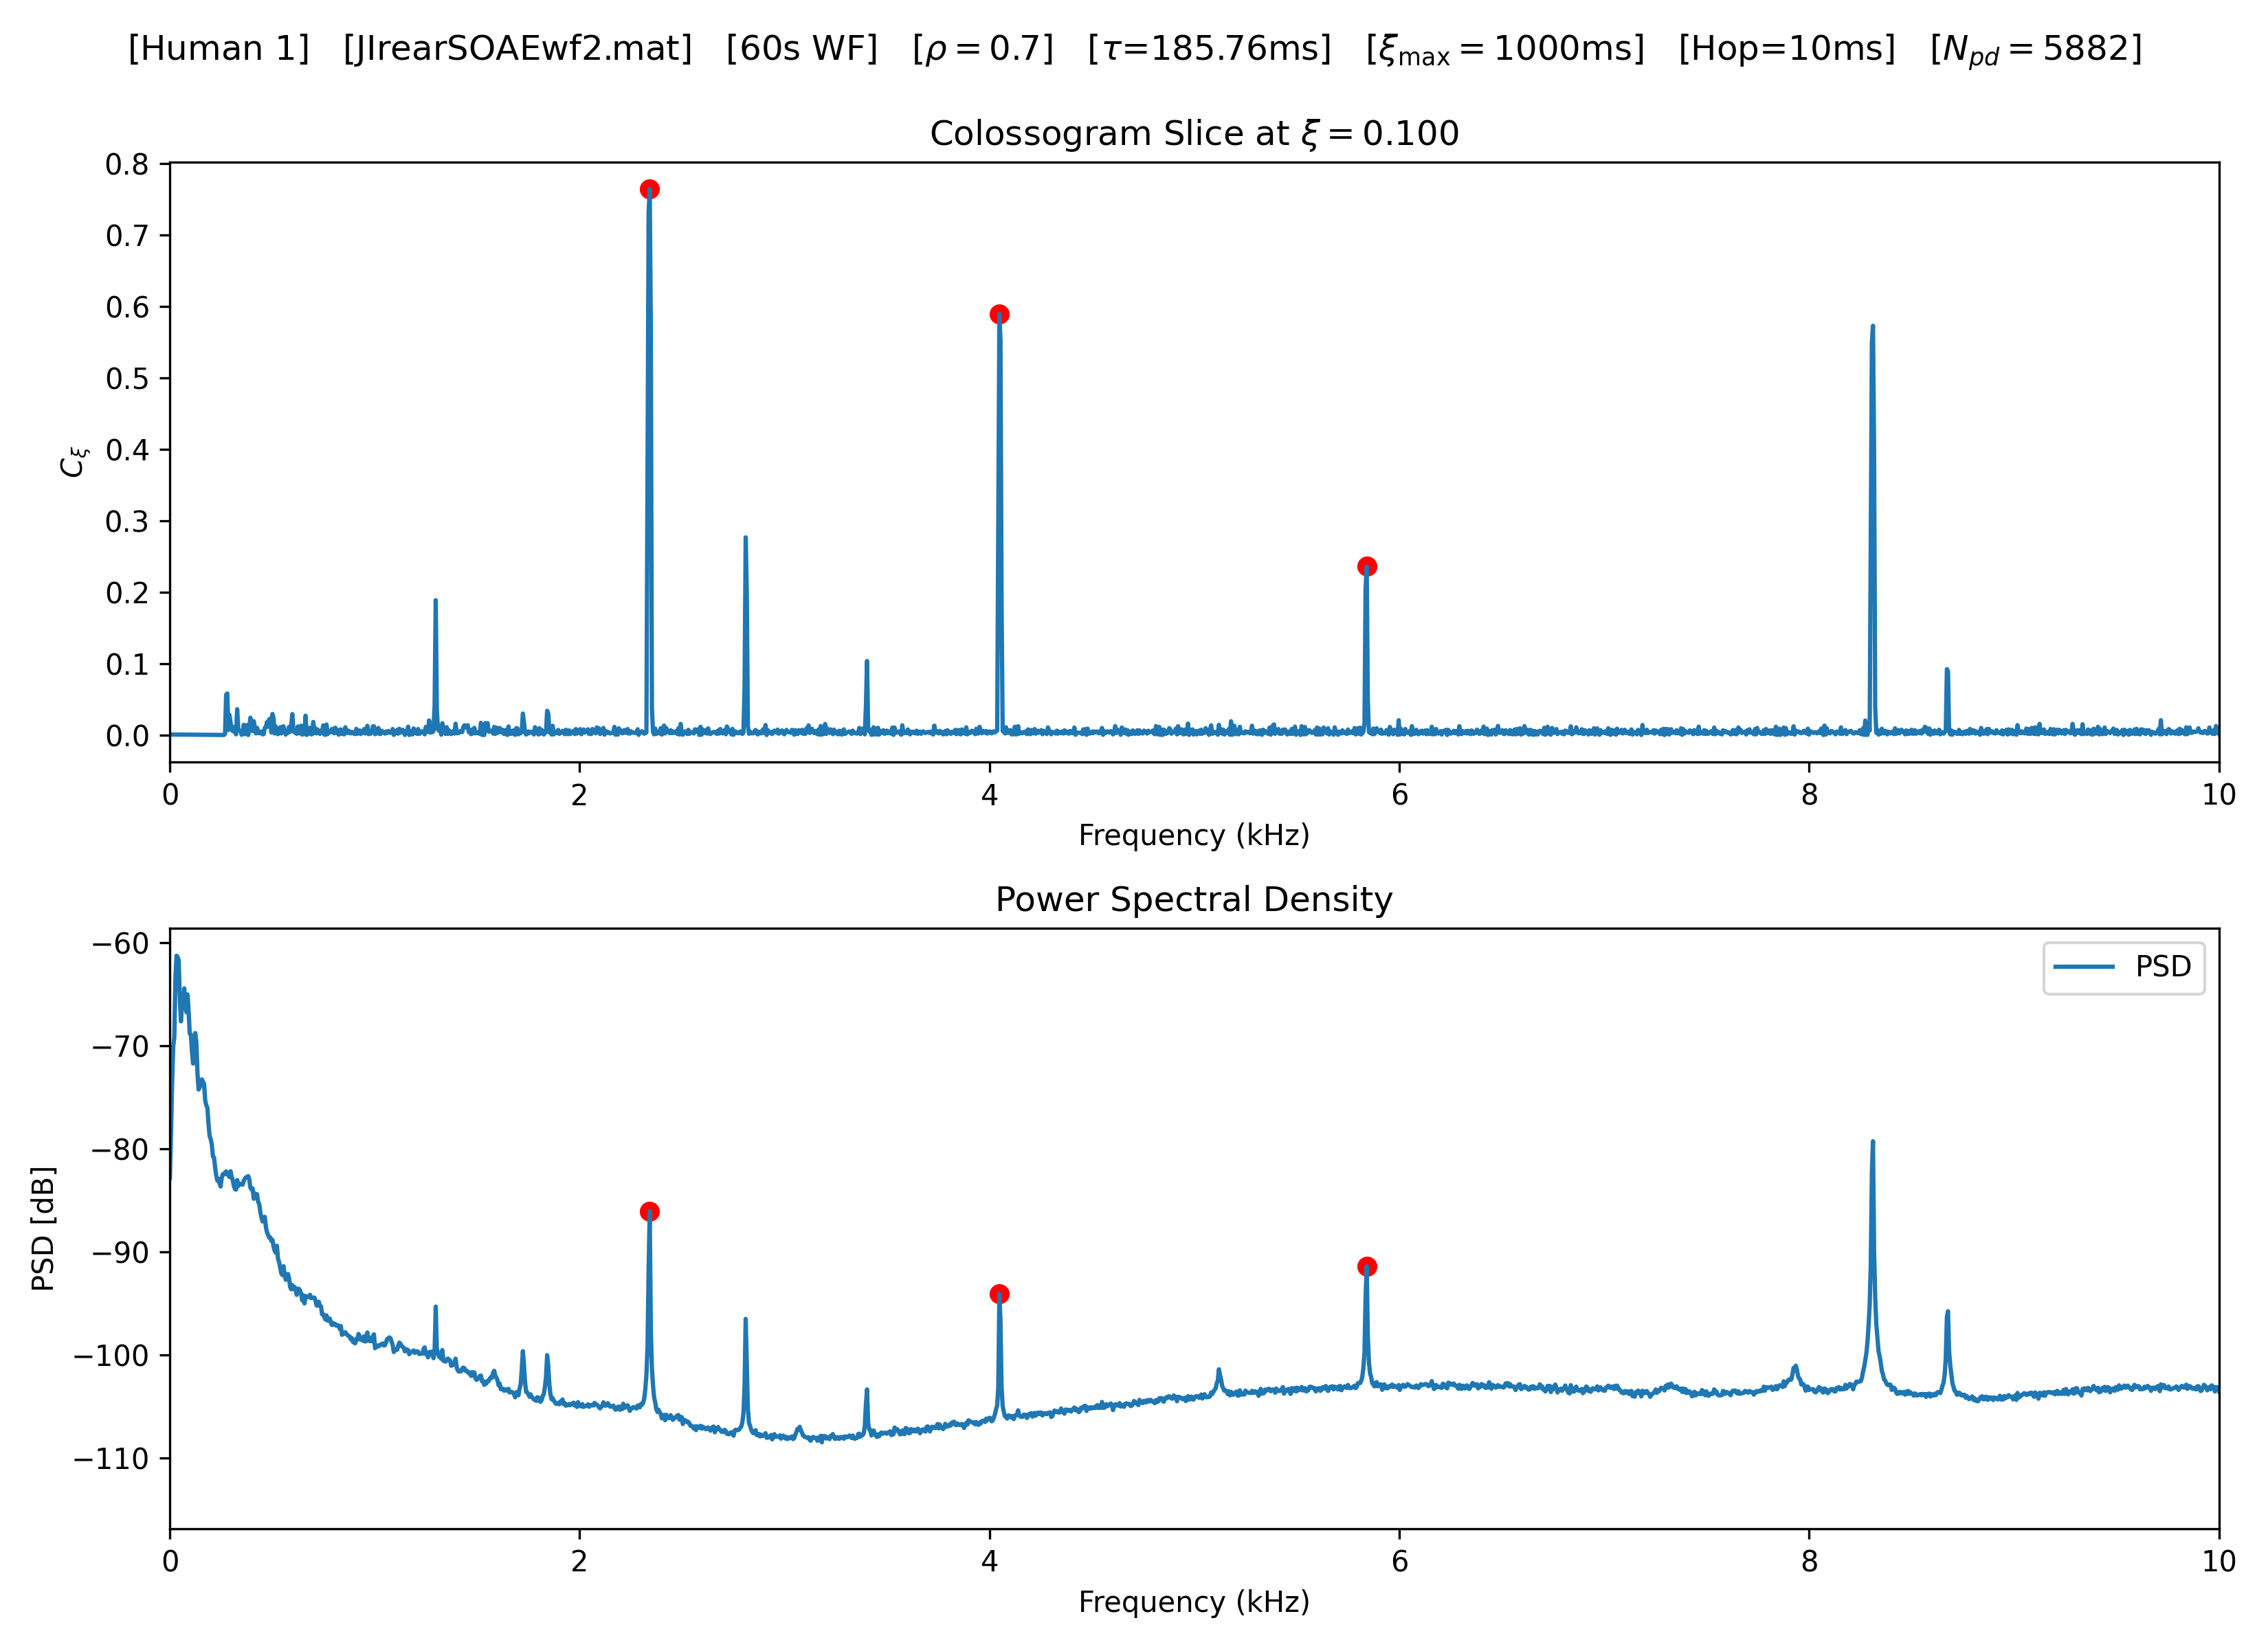 [Human 1]   [JIrearSOAEwf2.mat]   [60s WF]   [ρ = 0.7]   [τ=185.76ms]   [ξmax = 1000ms]   [Hop=10ms]   [Npd = 5882]
Colossogram Slice at ξ = 0.100
0.8
0.7
0.6
0.5
0.4
0.3
0.2
0.1
0.0
Cξ
0 2 4 6 8 10
Frequency (kHz)
Power Spectral Density
−60
−70
−80
−90
−100
−110
PSD [dB]
PSD
0 2 4 6 8 10
Frequency (kHz)